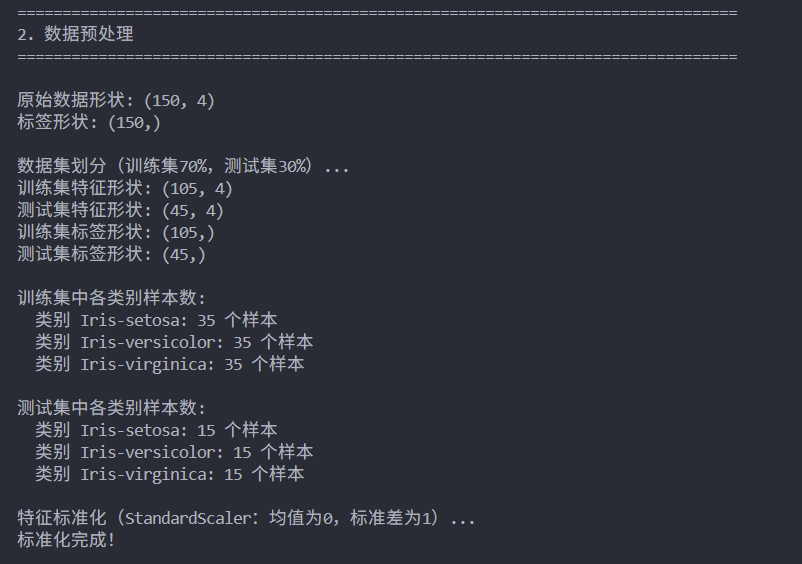 ================================================================================
2. 数据预处理
================================================================================
原始数据形状: (150, 4)
标签形状: (150,)
数据集划分（训练集70%，测试集30%）...
训练集特征形状: (105, 4)
测试集特征形状: (45, 4)
训练集标签形状: (105,)
测试集标签形状: (45,)
训练集中各类别样本数:
类别 Iris-setosa: 35 个样本
类别 Iris-versicolor: 35 个样本
类别 Iris-virginica: 35 个样本
测试集中各类别样本数:
类别 Iris-setosa: 15 个样本
类别 Iris-versicolor: 15 个样本
类别 Iris-virginica: 15 个样本
特征标准化（StandardScaler：均值为0，标准差为1）...
标准化完成！